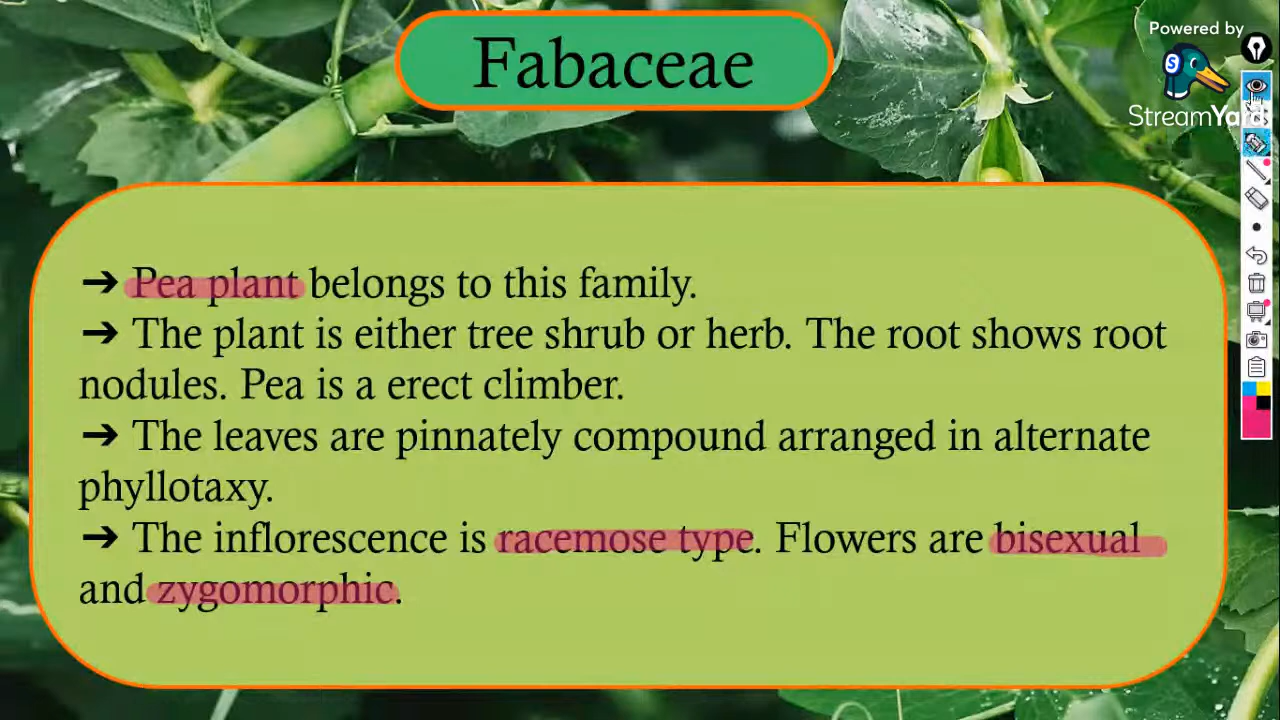 Powered by
Fabaceae
StreamYard
➔ Pea plant belongs to this family.
➔ The plant is either tree shrub or herb. The root shows root
nodules. Pea is a erect climber.
➔ The leaves are pinnately compound arranged in alternate
phyllotaxy.
➔ The inflorescence is racemose type. Flowers are bisexual
and zygomorphic.